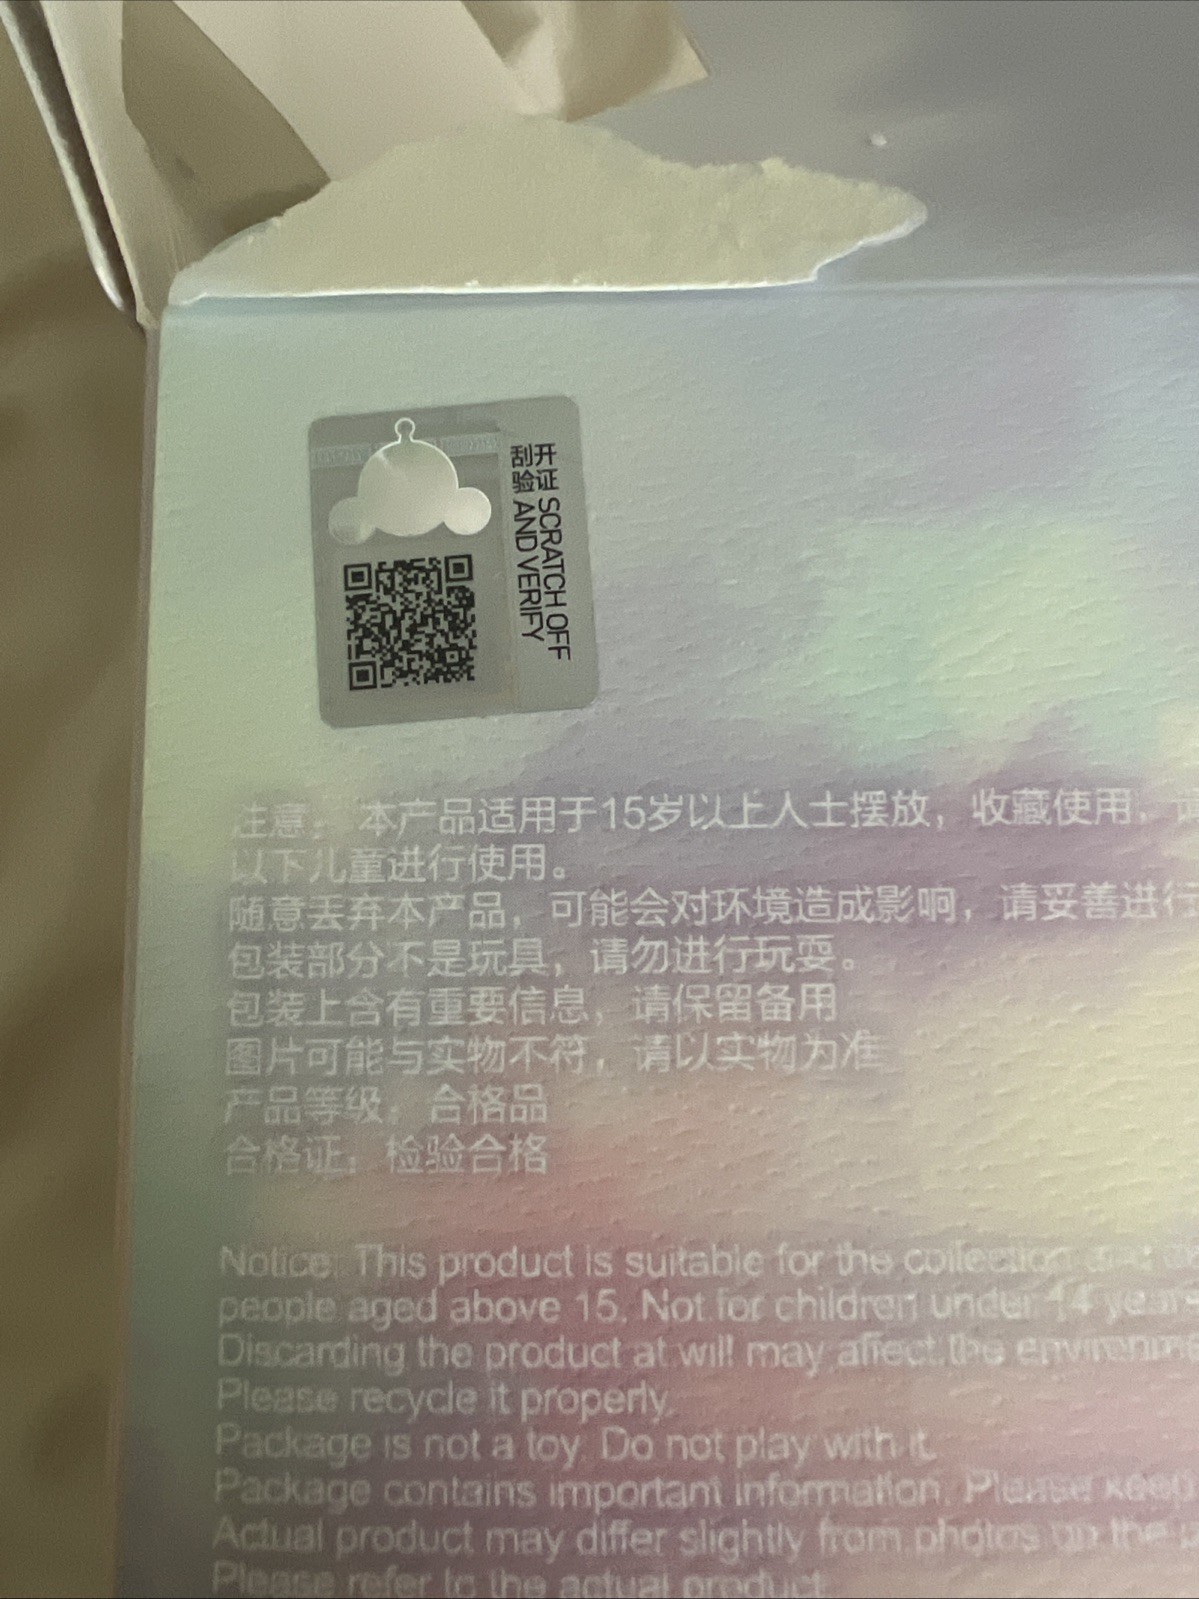 刮开
验证
SCRATCH OFF
AND VERIFY
注意：本产品适用于15岁以上人士摆放，收藏使用，
以下儿童进行使用。
随意丢弃本产品，可能会对环境造成影响，请妥善进行
包装部分不是玩具，请勿进行玩耍。
包装上含有重要信息，请保留备用
图片可能与实物不符，请以实物为准
产品等级：合格品
合格证：检验合格
Notice: This product is suitable for the collection and
people aged above 15. Not for children under 14 years
Discarding the product at will may affect the environme
Please recycle it properly.
Package is not a toy. Do not play with it.
Package contains important information. Please keep
Actual product may differ slightly from photos on the p
Please refer to the actual product.